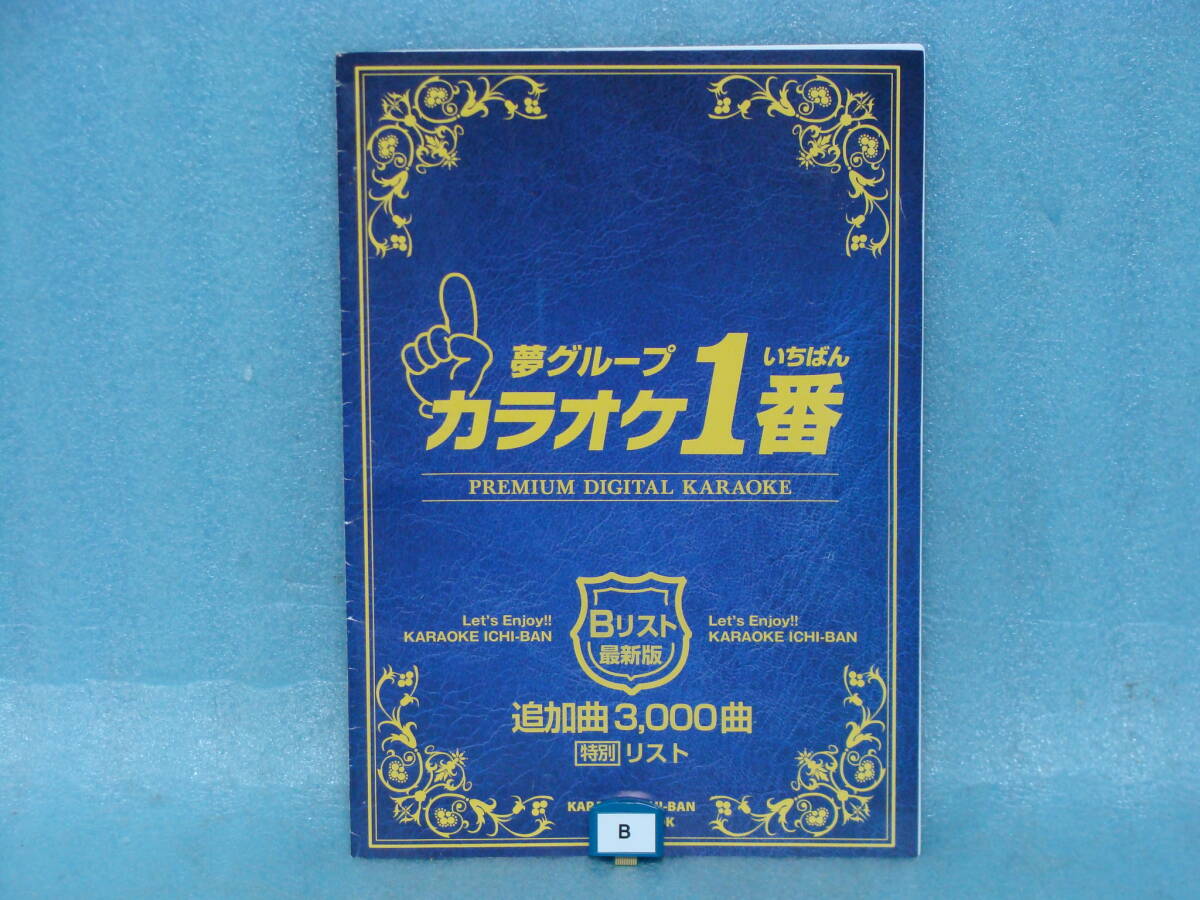 夢グループ
いちばん
カラオケ1番
PREMIUM DIGITAL KARAOKE
Let's Enjoy!!
KARAOKE ICHI-BAN
Bリスト
最新版
Let's Enjoy!!
KARAOKE ICHI-BAN
追加曲3,000曲
特別 リスト
B